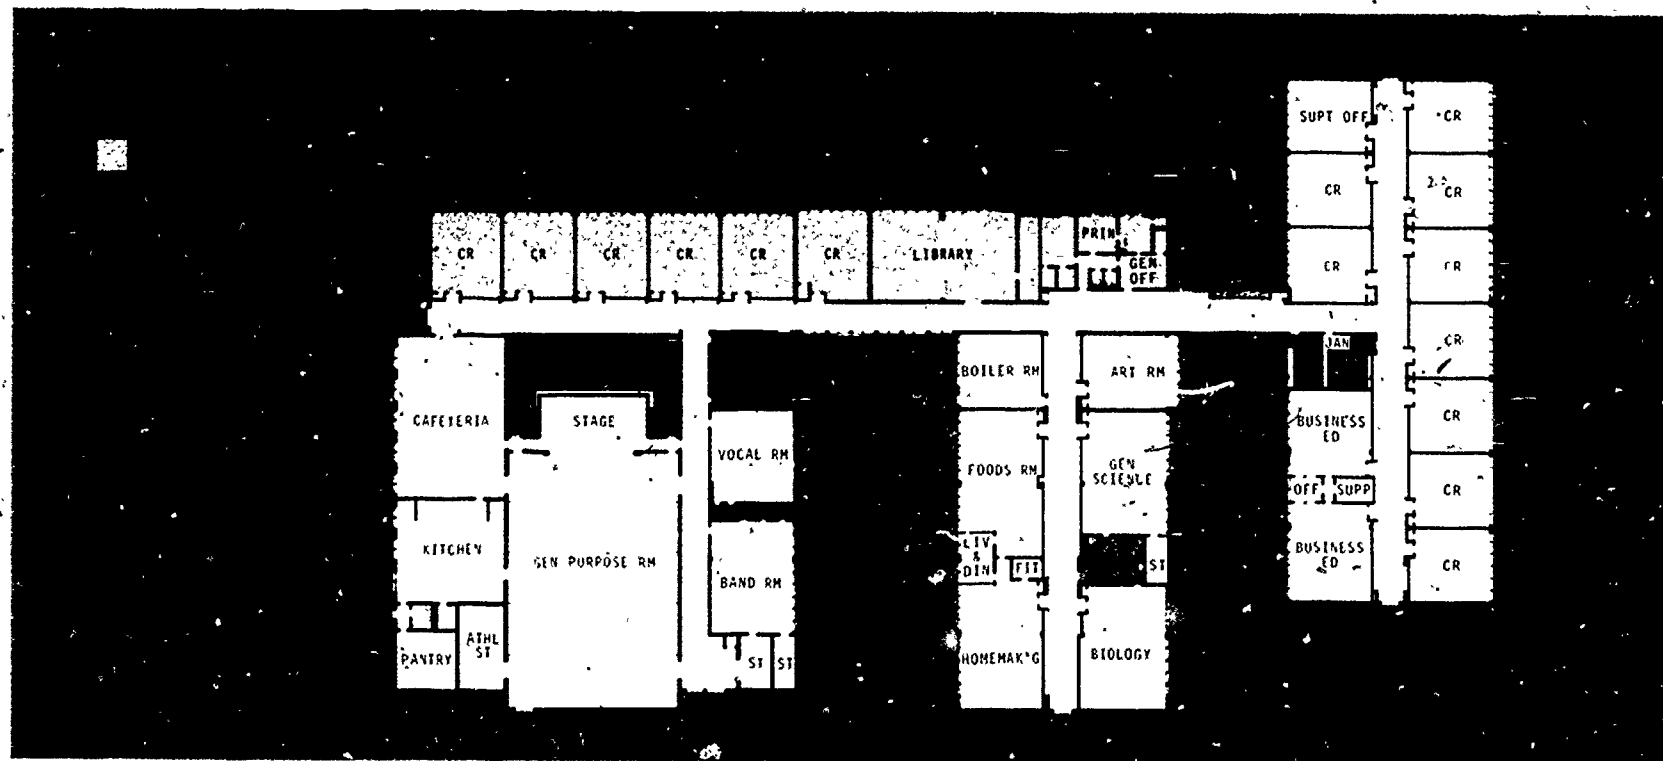 SUPT OFF
CR
CR
CR
CR
CR
CR
CR
CR
CR
CR
CR
CR
LIBRARY
PRIN
GEN
OFF
CR
CR
JAN
BOILER RM
ART RM
CAFETERIA
STAGE
VOCAL RM
FOODS RM
GEN
SCIENCE
BUSINESS
ED
CR
OFF
SUPP
CR
KITCHEN
GEN PURPOSE RM
BAND RM
LIV
&
DIN
FIT
ST
BUSINESS
ED
CR
PANTRY
ATHL
ST
ST
ST
HOMEMAK'G
BIOLOGY